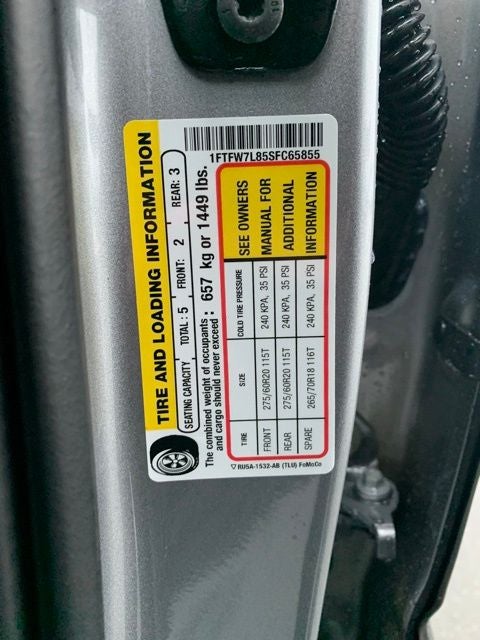 1FTFW7L85SFC65855
TIRE AND LOADING INFORMATION
SEATING CAPACITY TOTAL: 5 FRONT: 2 REAR: 3
The combined weight of occupants and cargo should never exceed: 657 kg or 1449 lbs.
TIRE SIZE COLD TIRE PRESSURE
FRONT 275/60R20 115T 240 KPA, 35 PSI
REAR 275/60R20 115T 240 KPA, 35 PSI
SPARE 265/70R18 116T 240 KPA, 35 PSI
SEE OWNERS
MANUAL FOR
ADDITIONAL
INFORMATION
RU5A-1532-AB (TLU) FoMoCo